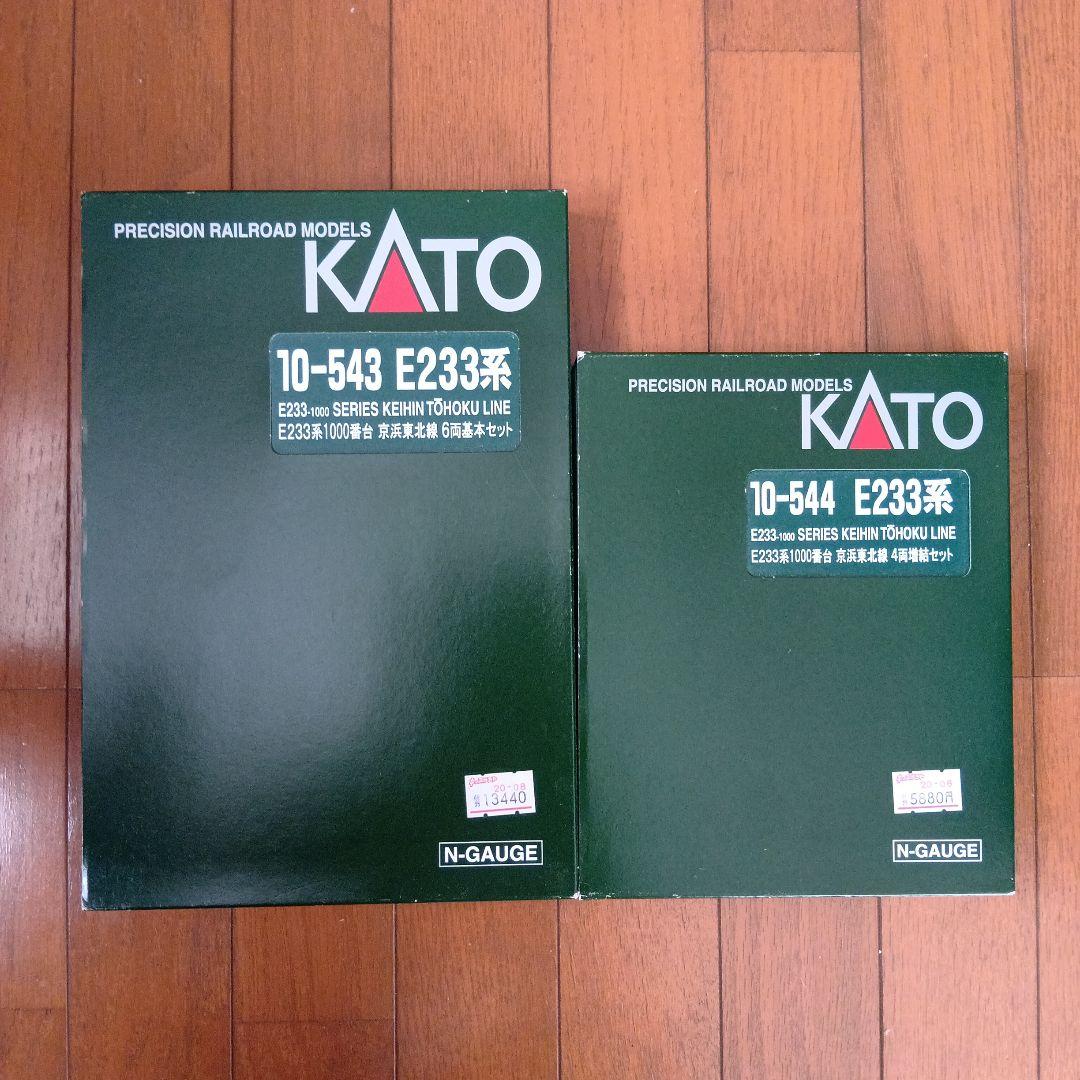 PRECISION RAILROAD MODELS
KATO
10-543 E233系
E233-1000 SERIES KEIHIN TŌHOKU LINE
E233系1000番台 京浜東北線 6両基本セット
20-08
13440
N-GAUGE
PRECISION RAILROAD MODELS
KATO
10-544 E233系
E233-1000 SERIES KEIHIN TŌHOKU LINE
E233系1000番台 京浜東北線 4両増結セット
20-08
5880円
N-GAUGE